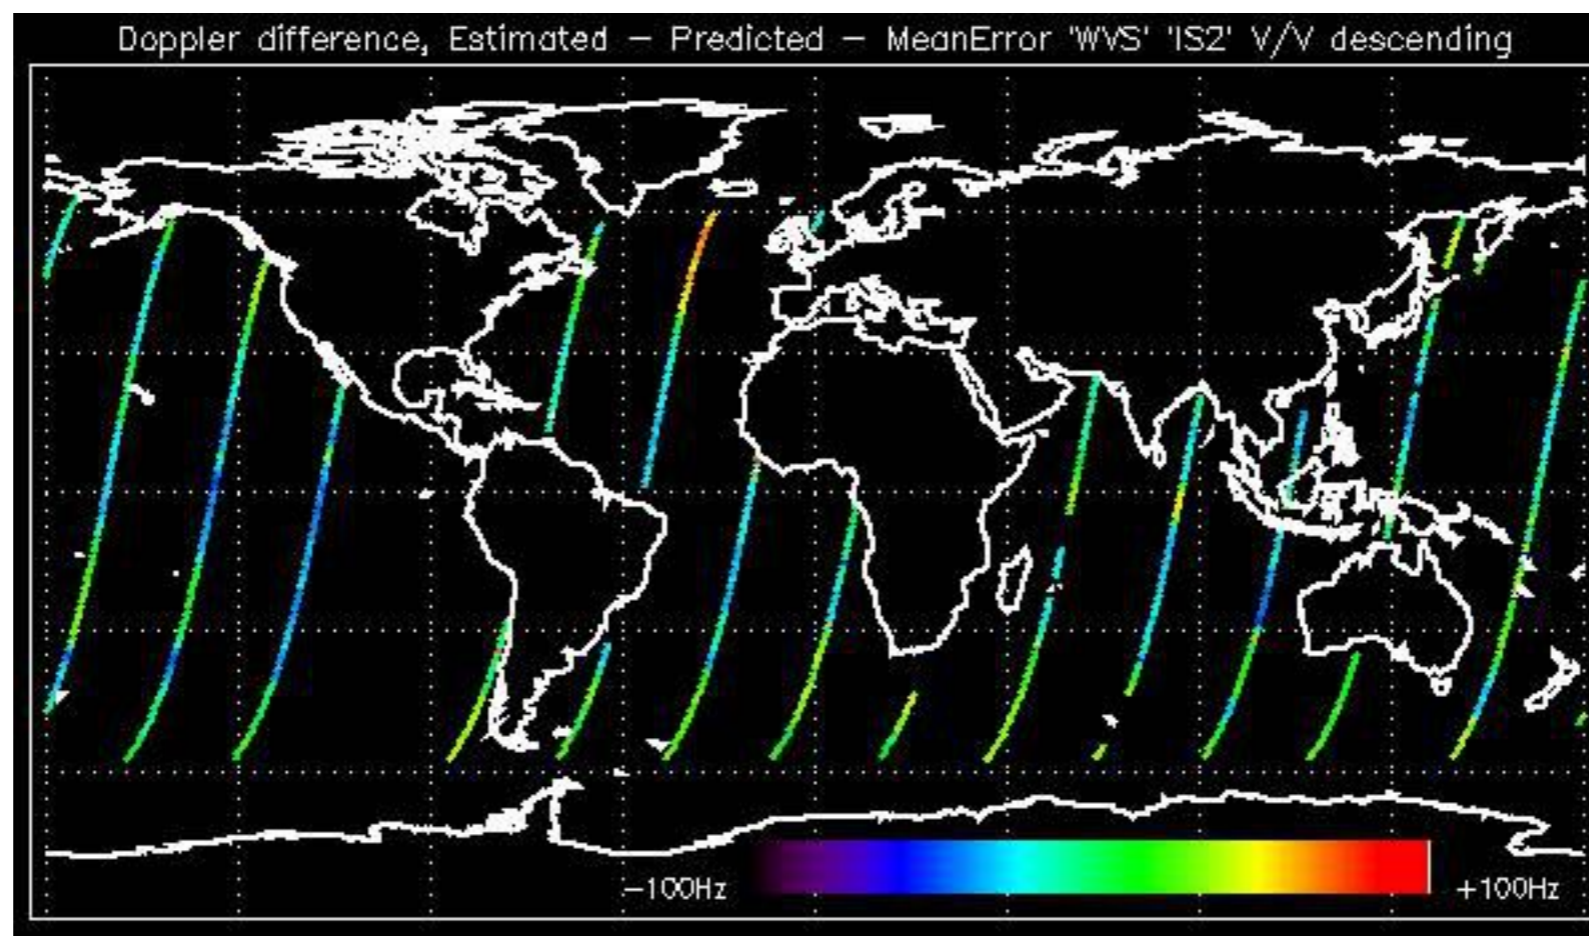 Doppler difference, Estimated - Predicted - MeanError 'WVS' 'IS2' V/V descending
-100Hz +100Hz